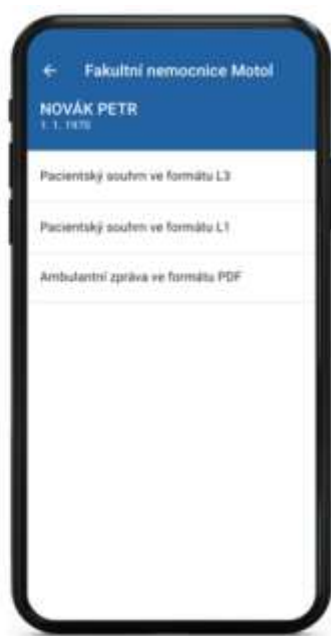 Fakultní nemocnice Motol
NOVÁK PETR
1. 1. 1970
Pacientský souhrn ve formátu L3
Pacientský souhrn ve formátu L1
Ambulantní zpráva ve formátu PDF